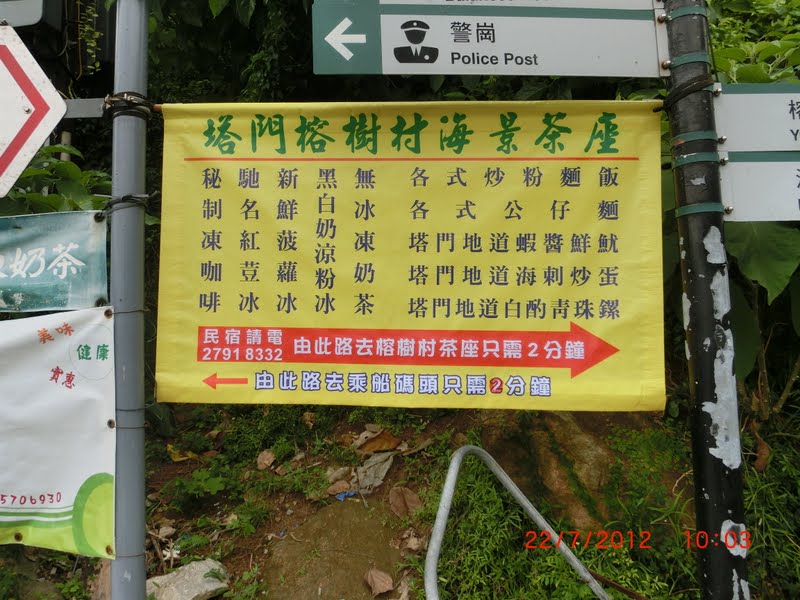 警崗
Police Post
塔門榕樹村海景茶座
秘制凍咖啡
馳名紅荳冰
新鮮菠蘿冰
黑白奶涼粉冰
無冰凍奶茶
各式炒粉麵飯
各式公仔麵
塔門地道蝦醬鮮魷
塔門地道海刺炒蛋
塔門地道白酌青珠鏍
民宿請電
2791 8332
由此路去榕樹村茶座只需2分鐘
由此路去乘船碼頭只需2分鐘
奶茶
美味
健康
實惠
5706930
22/7/2012 10:03